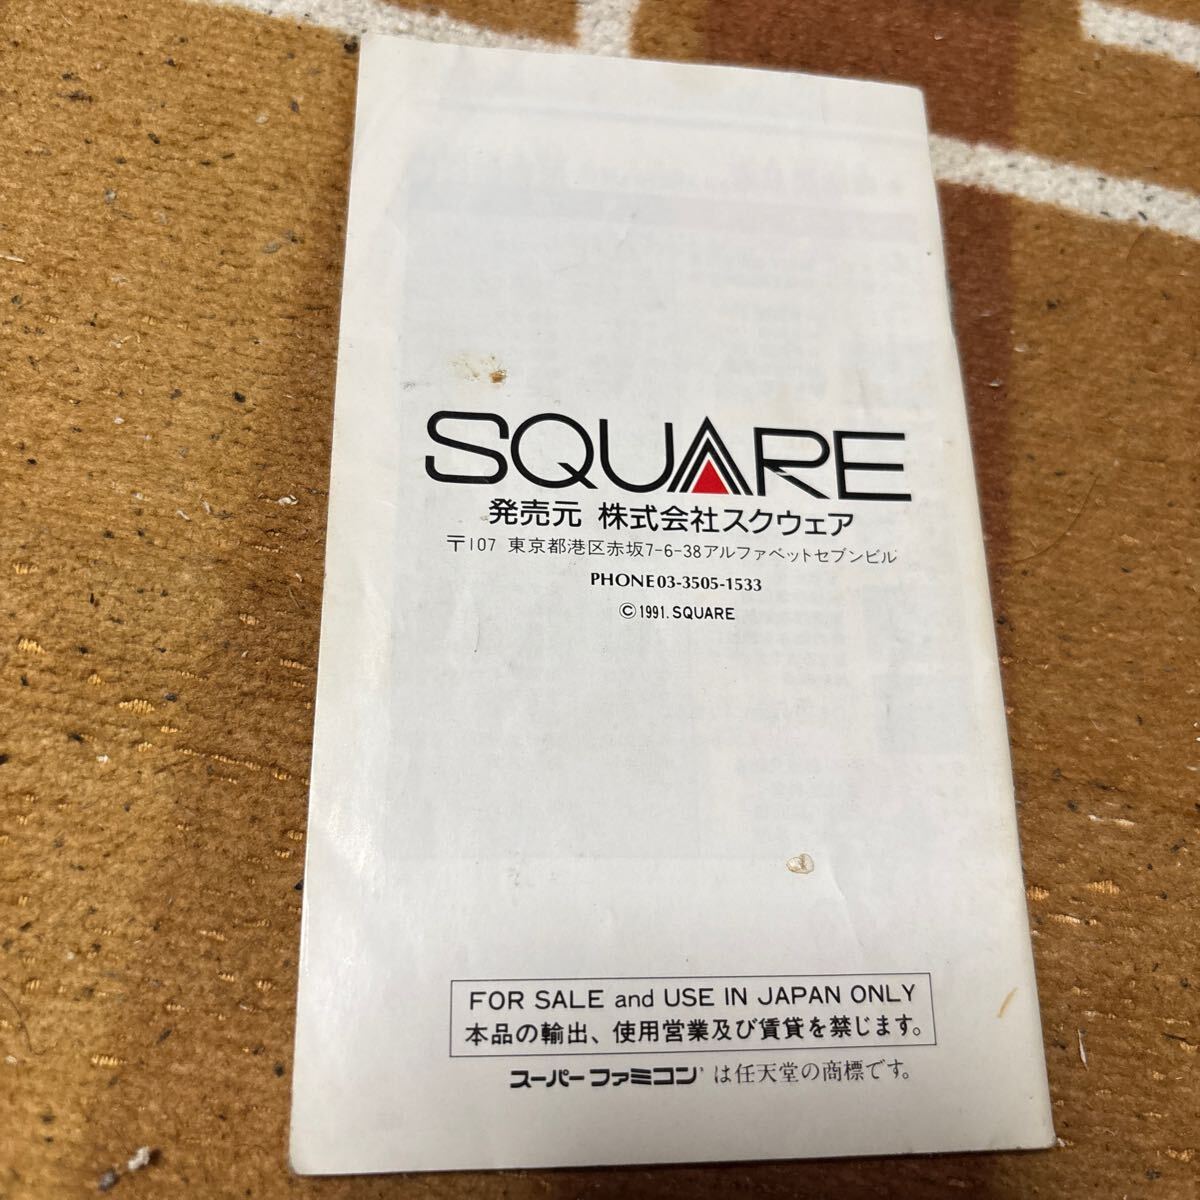 SQUARE
発売元 株式会社スクウェア
〒107 東京都港区赤坂7-6-38アルファベットセブンビル
PHONE03-3505-1533
©1991.SQUARE
FOR SALE and USE IN JAPAN ONLY
本品の輸出、使用営業及び賃貸を禁じます。
スーパーファミコンは任天堂の商標です。